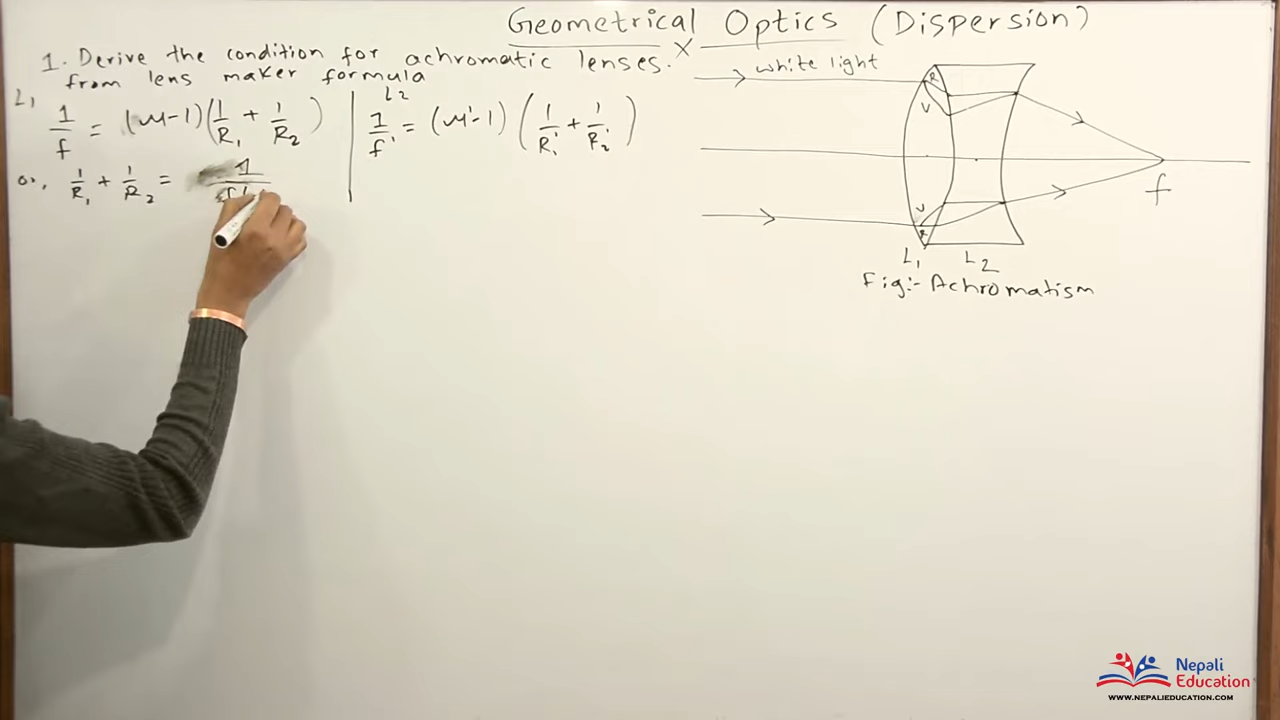 Geometrical Optics (Dispersion)
1. Derive the condition for achromatic lenses. ×
from lens maker formula
L₁
1/f = (μ-1)(1/R₁ + 1/R₂)
or, 1/R₁ + 1/R₂ = 1/
L2
1/f' = (μ'-1) (1/R₁' + 1/R₂')
white light
R
V
V
R
f
L₁ L2
Fig:- Achromatism
Nepali
Education
WWW.NEPALIEDUCATION.COM